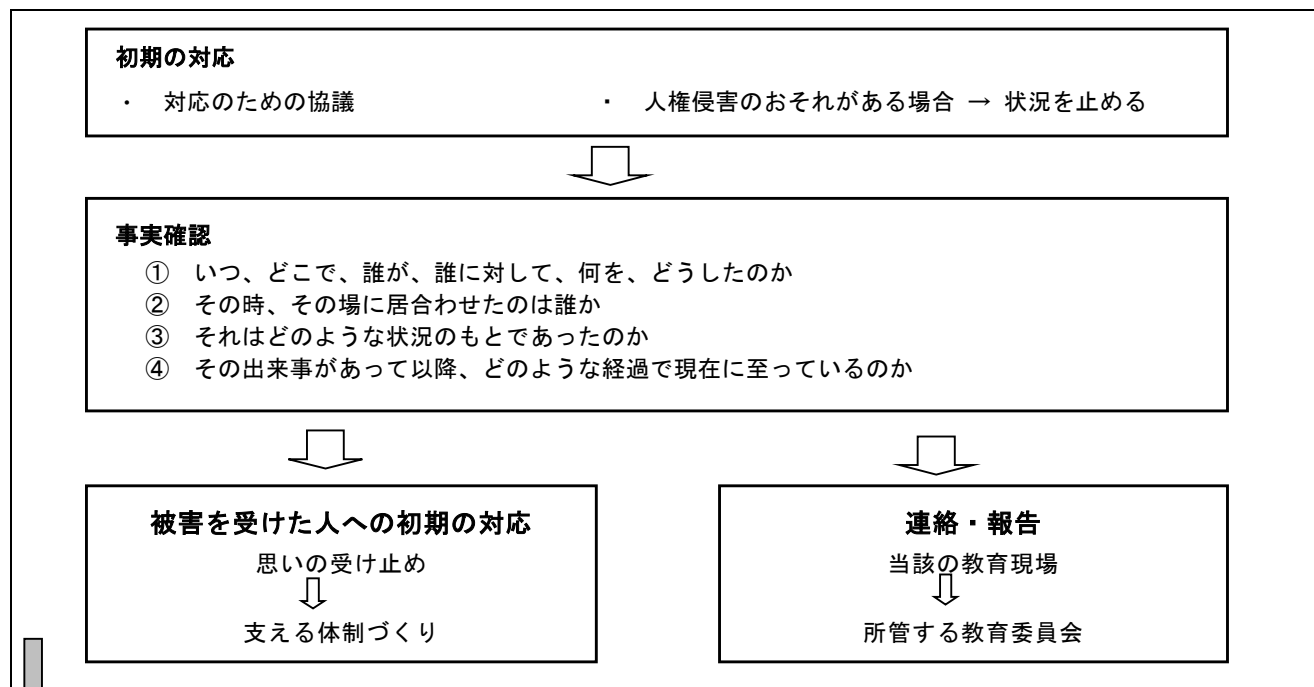 初期の対応
・ 対応のための協議 ・ 人権侵害のおそれがある場合 → 状況を止める
事実確認
① いつ、どこで、誰が、誰に対して、何を、どうしたのか
② その時、その場に居合わせたのは誰か
③ それはどのような状況のもとであったのか
④ その出来事があって以降、どのような経過で現在に至っているのか
被害を受けた人への初期の対応
思いの受け止め
支える体制づくり
連絡・報告
当該の教育現場
所管する教育委員会